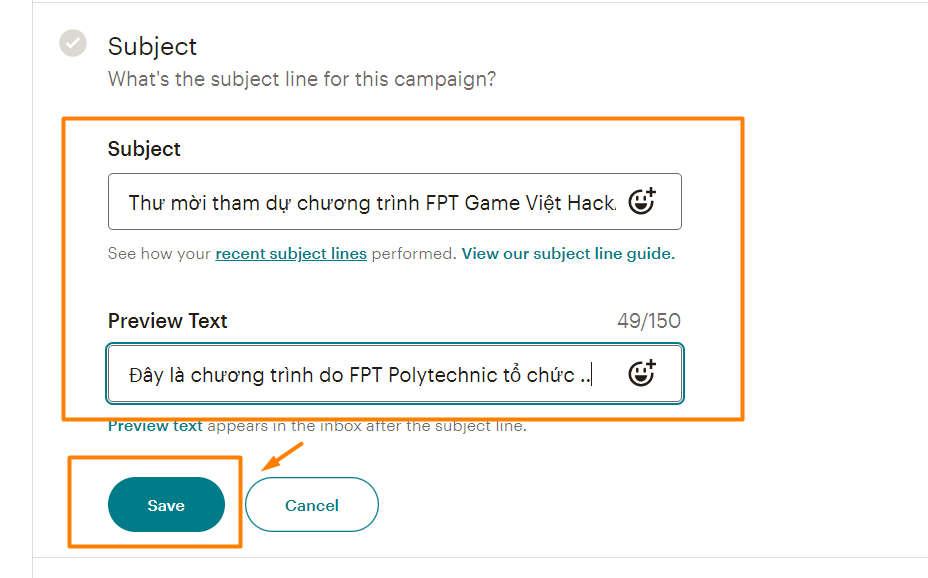 Subject
What's the subject line for this campaign?
Subject
Thư mời tham dự chương trình FPT Game Việt Hack.
See how your recent subject lines performed. View our subject line guide.
Preview Text 49/150
Đây là chương trình do FPT Polytechnic tổ chức ..
Preview text appears in the inbox after the subject line.
Save Cancel